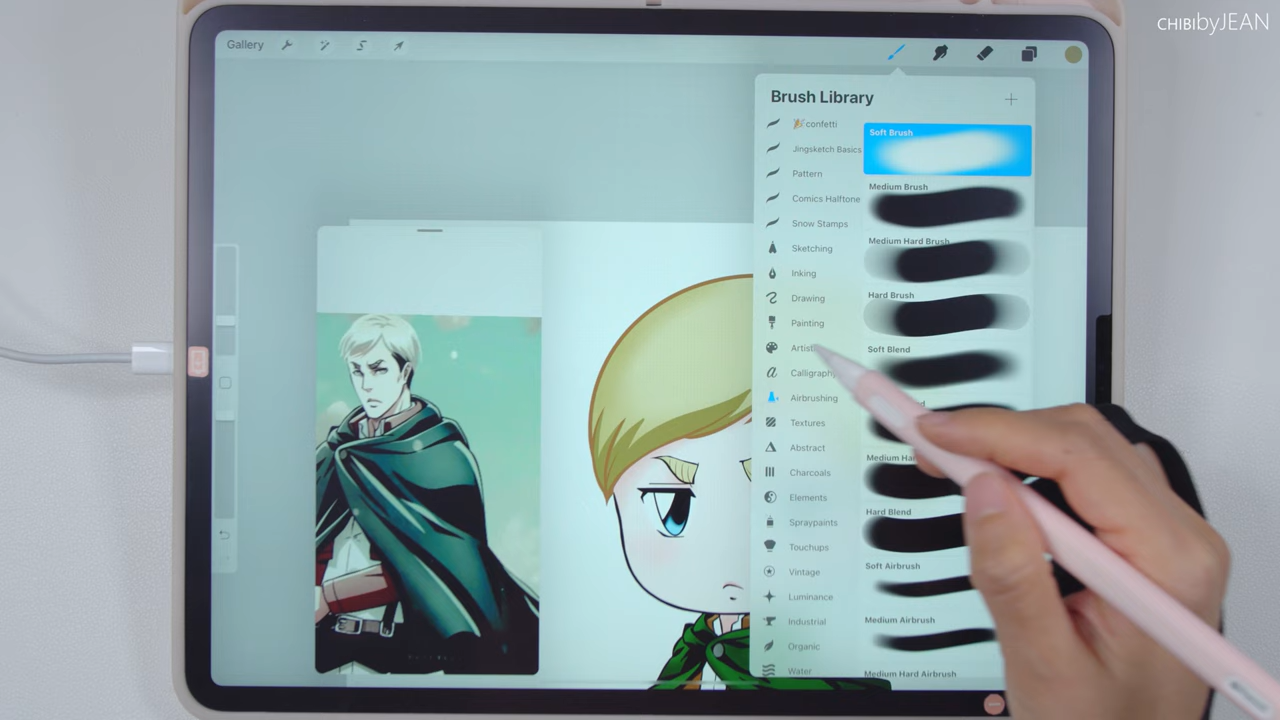 CHIBIbyJEAN
Gallery
Brush Library
confetti
Jingsketch Basics
Pattern
Comics Halftone
Snow Stamps
Sketching
Inking
Drawing
Painting
Calligraphy
Airbrushing
Textures
Abstract
Charcoals
Elements
Spraypaints
Touchups
Vintage
Luminance
Industrial
Organic
Water
Soft Brush
Medium Brush
Medium Hard Brush
Hard Brush
Soft Blend
Hard Blend
Soft Airbrush
Medium Airbrush
Medium Hard Airbrush